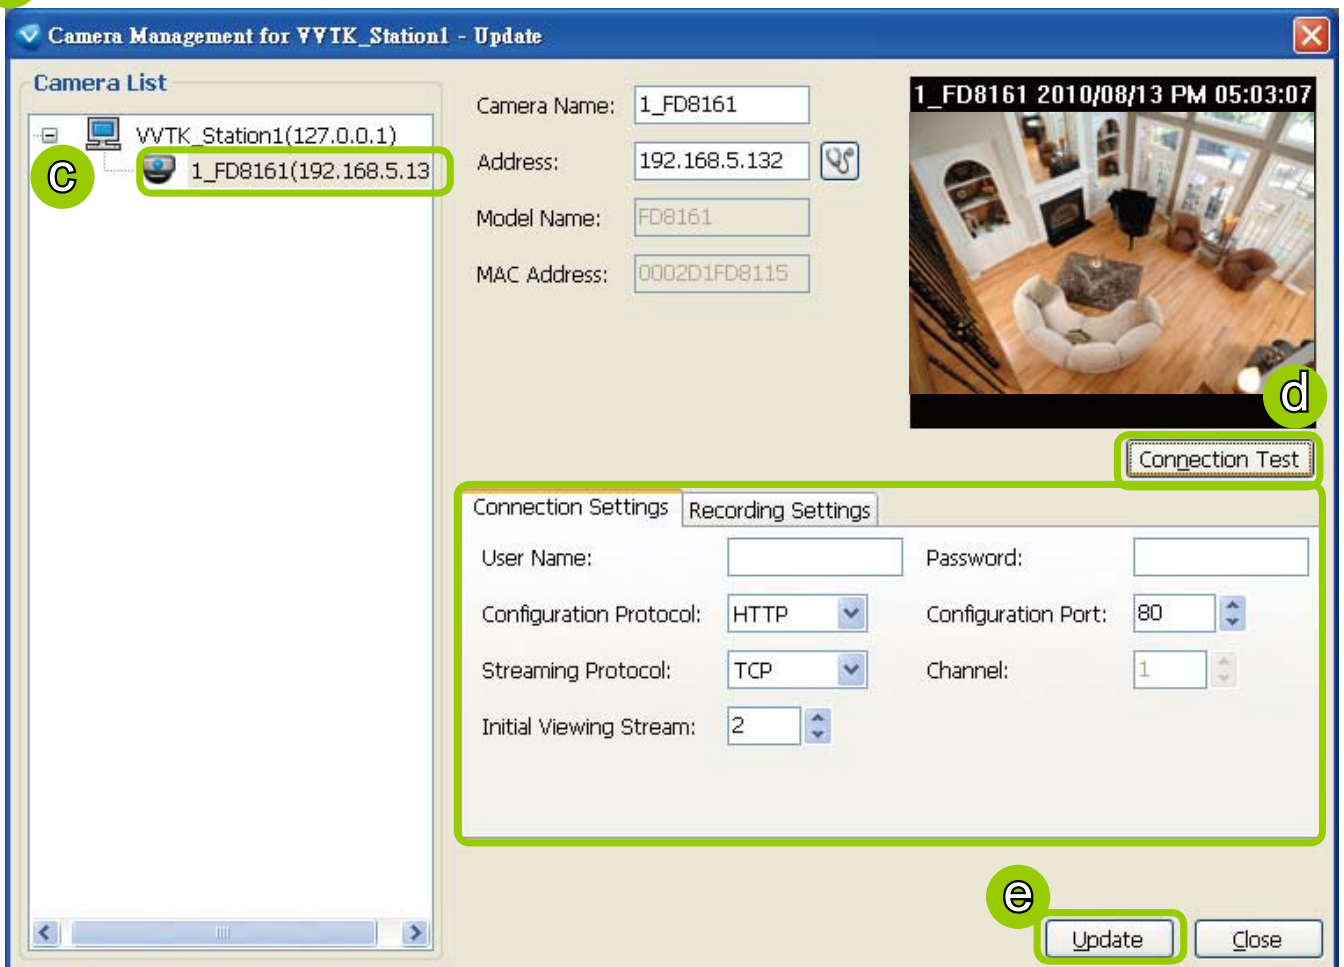 Camera Management for VVTK_Station1 - Update
Camera List
VVTK_Station1(127.0.0.1)
c
1_FD8161(192.168.5.13
Camera Name: 1_FD8161
Address: 192.168.5.132
Model Name: FD8161
MAC Address: 0002D1FD8115
1_FD8161 2010/08/13 PM 05:03:07
d
Connection Test
Connection Settings Recording Settings
User Name: Password:
Configuration Protocol: HTTP Configuration Port: 80
Streaming Protocol: TCP Channel: 1
Initial Viewing Stream: 2
e
Update Close